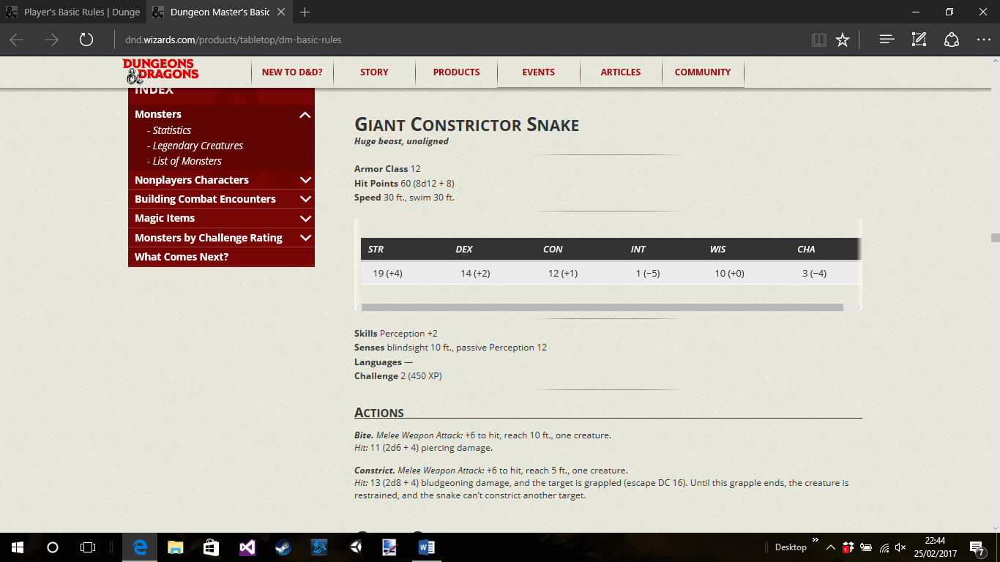 Player's Basic Rules | Dunge
Dungeon Master's Basic
dnd.wizards.com/products/tabletop/dm-basic-rules
DUNGEONS
& DRAGONS
NEW TO D&D?
STORY
PRODUCTS
EVENTS
ARTICLES
COMMUNITY
INDEX
Monsters
- Statistics
- Legendary Creatures
- List of Monsters
Nonplayers Characters
Building Combat Encounters
Magic Items
Monsters by Challenge Rating
What Comes Next?
GIANT CONSTRICTOR SNAKE
Huge beast, unaligned
Armor Class 12
Hit Points 60 (8d12 + 8)
Speed 30 ft., swim 30 ft.
STR DEX CON INT WIS CHA
19 (+4) 14 (+2) 12 (+1) 1 (−5) 10 (+0) 3 (−4)
Skills Perception +2
Senses blindsight 10 ft., passive Perception 12
Languages —
Challenge 2 (450 XP)
ACTIONS
Bite. Melee Weapon Attack: +6 to hit, reach 10 ft., one creature.
Hit: 11 (2d6 + 4) piercing damage.
Constrict. Melee Weapon Attack: +6 to hit, reach 5 ft., one creature.
Hit: 13 (2d8 + 4) bludgeoning damage, and the target is grappled (escape DC 16). Until this grapple ends, the creature is
restrained, and the snake can't constrict another target.
Desktop
1
22:44
25/02/2017
7